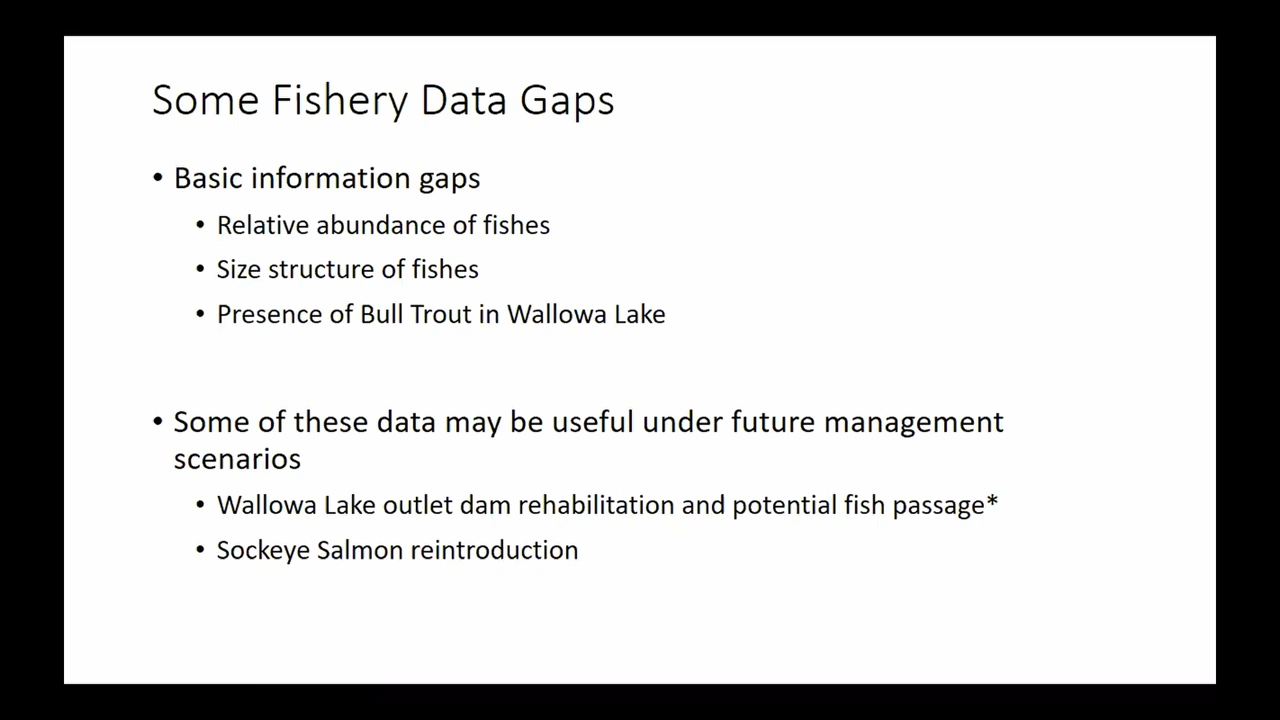 Some Fishery Data Gaps
• Basic information gaps
• Relative abundance of fishes
• Size structure of fishes
• Presence of Bull Trout in Wallowa Lake
• Some of these data may be useful under future management
scenarios
• Wallowa Lake outlet dam rehabilitation and potential fish passage*
• Sockeye Salmon reintroduction